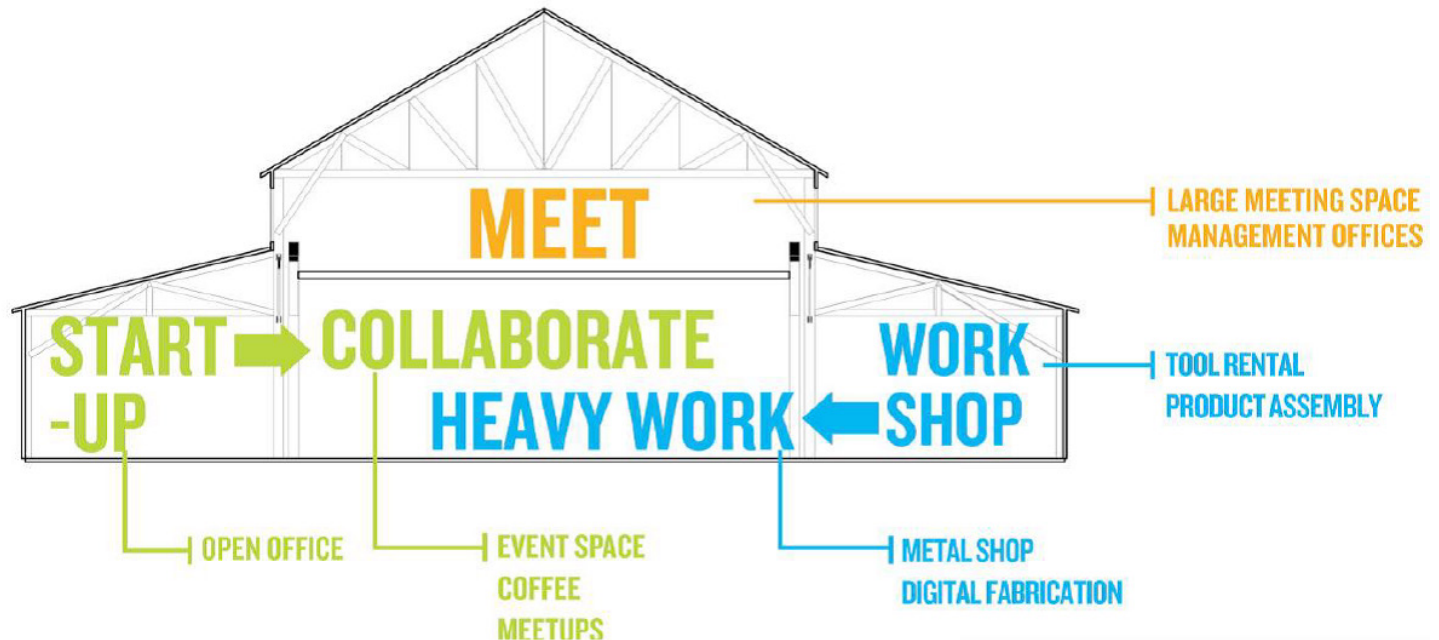 MEET
LARGE MEETING SPACE
MANAGEMENT OFFICES
START
-UP
COLLABORATE
HEAVY WORK
WORK
SHOP
TOOL RENTAL
PRODUCT ASSEMBLY
OPEN OFFICE
EVENT SPACE
COFFEE
MEETUPS
METAL SHOP
DIGITAL FABRICATION